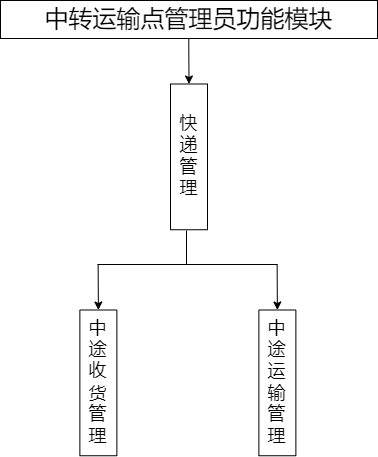 中转运输点管理员功能模块
快递管理
中途收货管理
中途运输管理